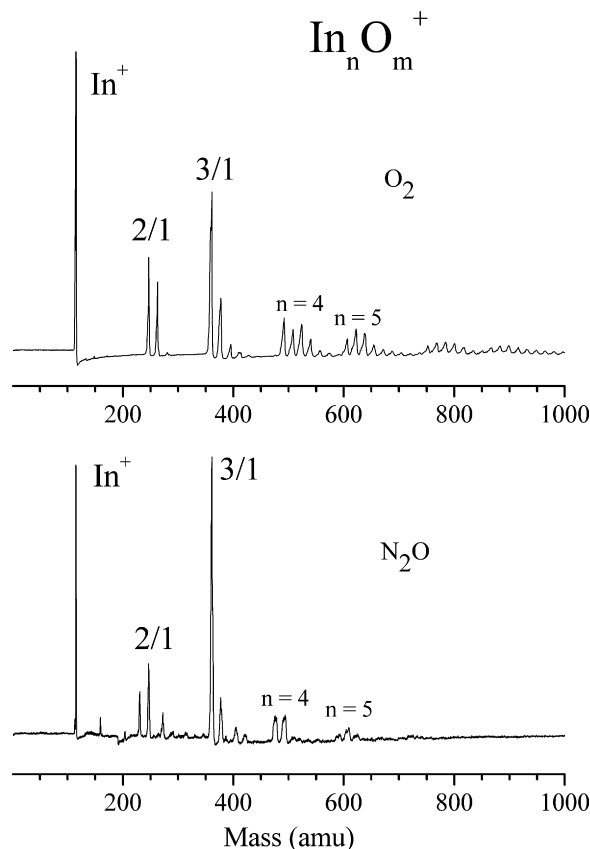 InnOm+
In+
3/1
O2
2/1
n = 4
n = 5
200 400 600 800 1000
In+
3/1
N2O
2/1
n = 4
n = 5
200 400 600 800 1000
Mass (amu)